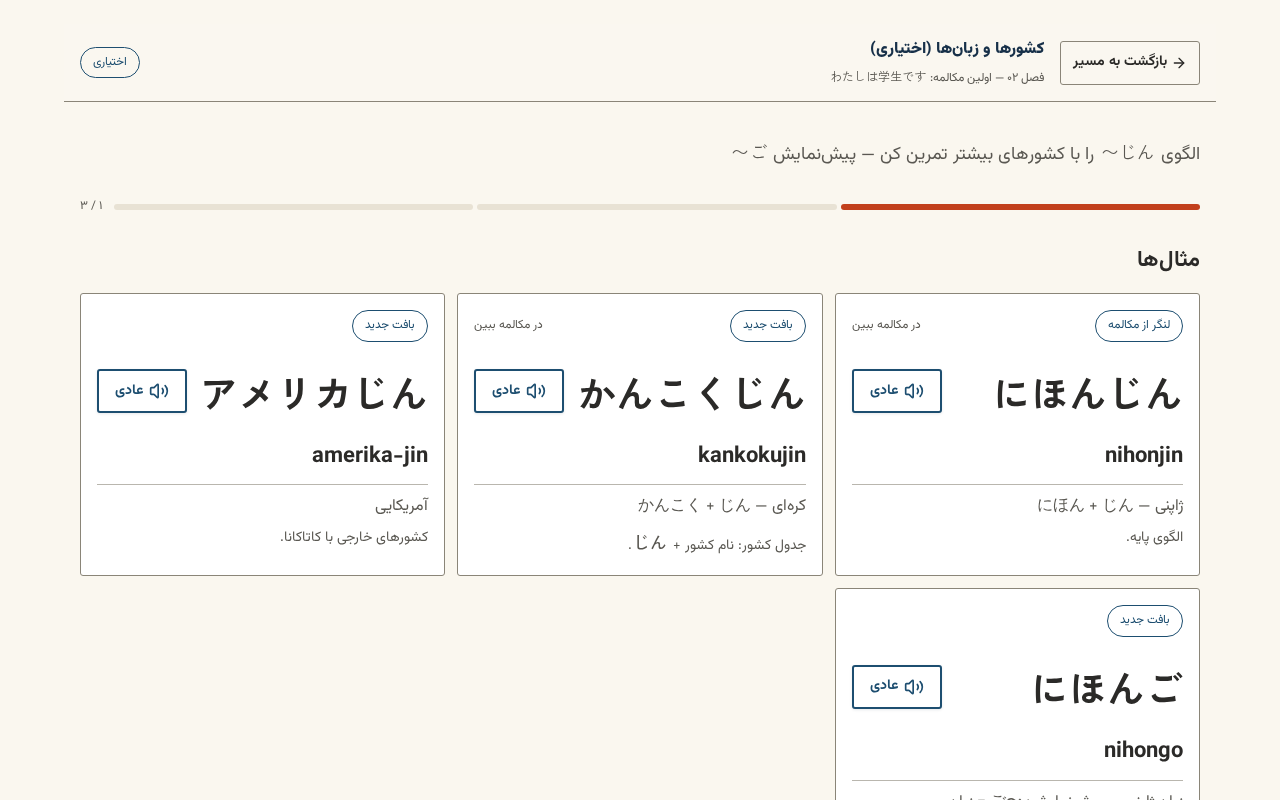 بازگشت به مسیر
کشورها و زبان‌ها (اختیاری)
فصل ۰۲ — اولین مکالمه: わたしは学生です
اختیاری
الگوی ～じん را با کشورهای بیشتر تمرین کن — پیش‌نمایش ～ご
۱ / ۳
مثال‌ها
لنگر از مکالمه
در مکالمه ببین
にほんじん
عادی
nihonjin
ژاپنی — にほん + じん
الگوی پایه.
بافت جدید
در مکالمه ببین
かんこくじん
عادی
kankokujin
کره‌ای — かんこく + じん
جدول کشور: نام کشور + じん.
بافت جدید
アメリカじん
عادی
amerika-jin
آمریکایی
کشورهای خارجی با کاتاکانا.
بافت جدید
にほんご
عادی
nihongo